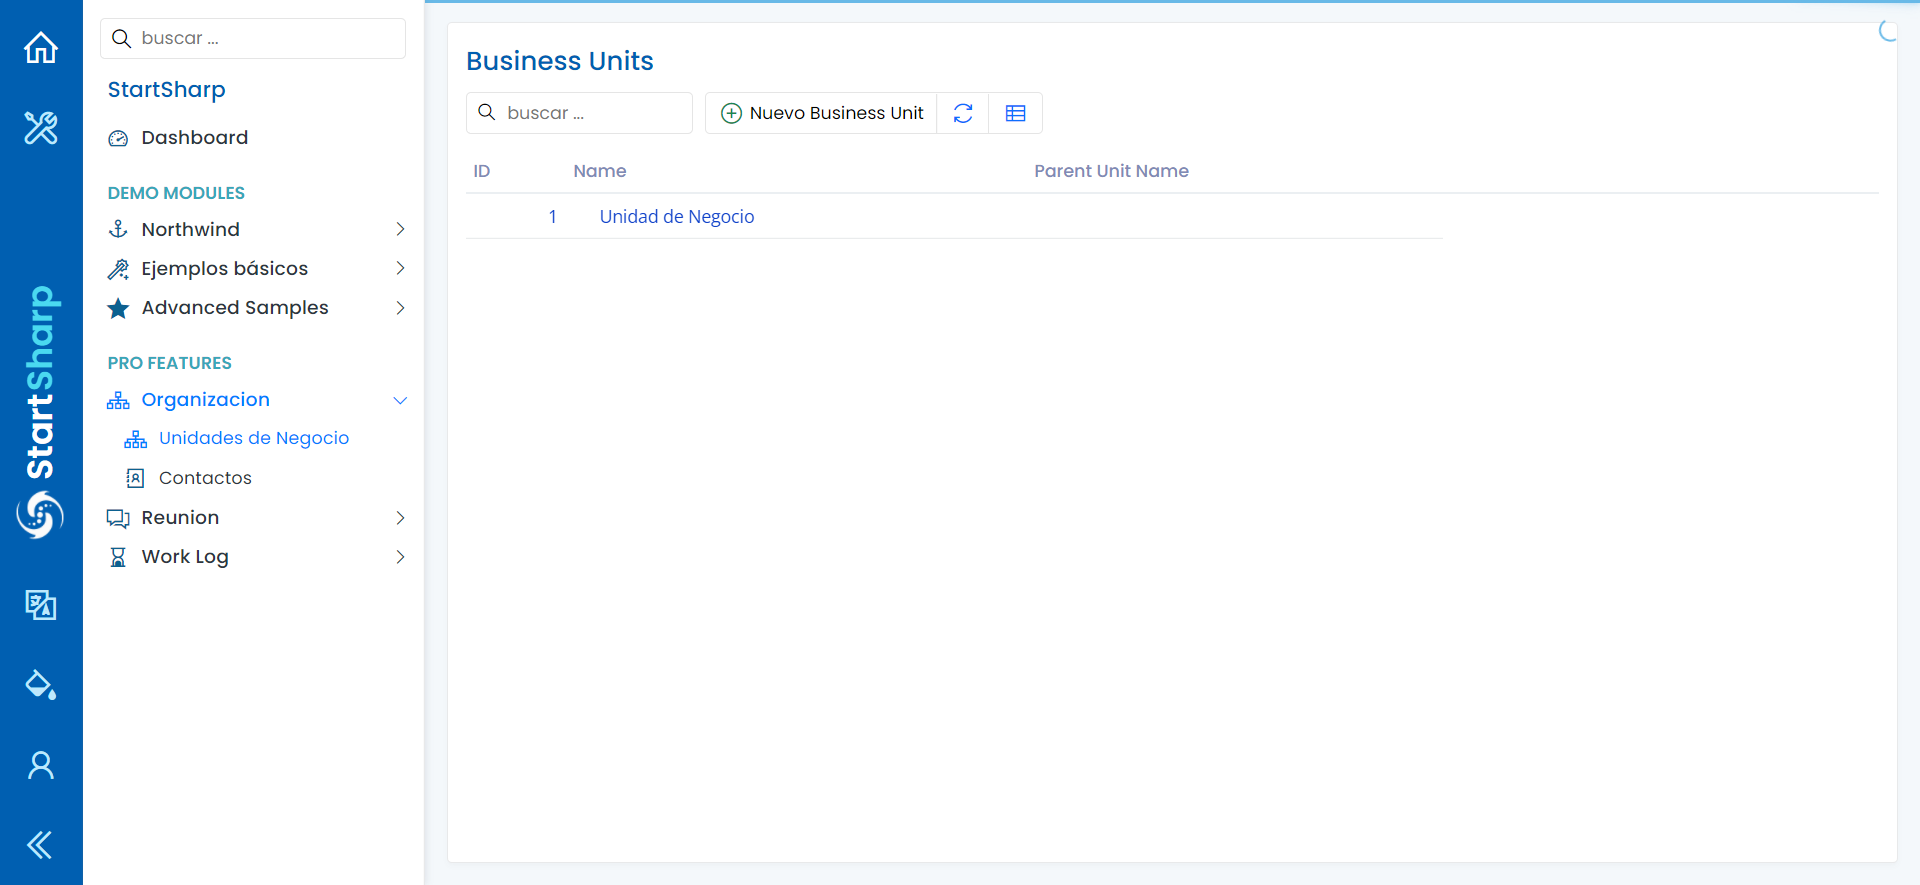 buscar ...
StartSharp
Dashboard
DEMO MODULES
Northwind
Ejemplos básicos
Advanced Samples
PRO FEATURES
Organizacion
Unidades de Negocio
Contactos
Reunion
Work Log
StartSharp
Business Units
buscar ...
Nuevo Business Unit
ID Name Parent Unit Name
1 Unidad de Negocio